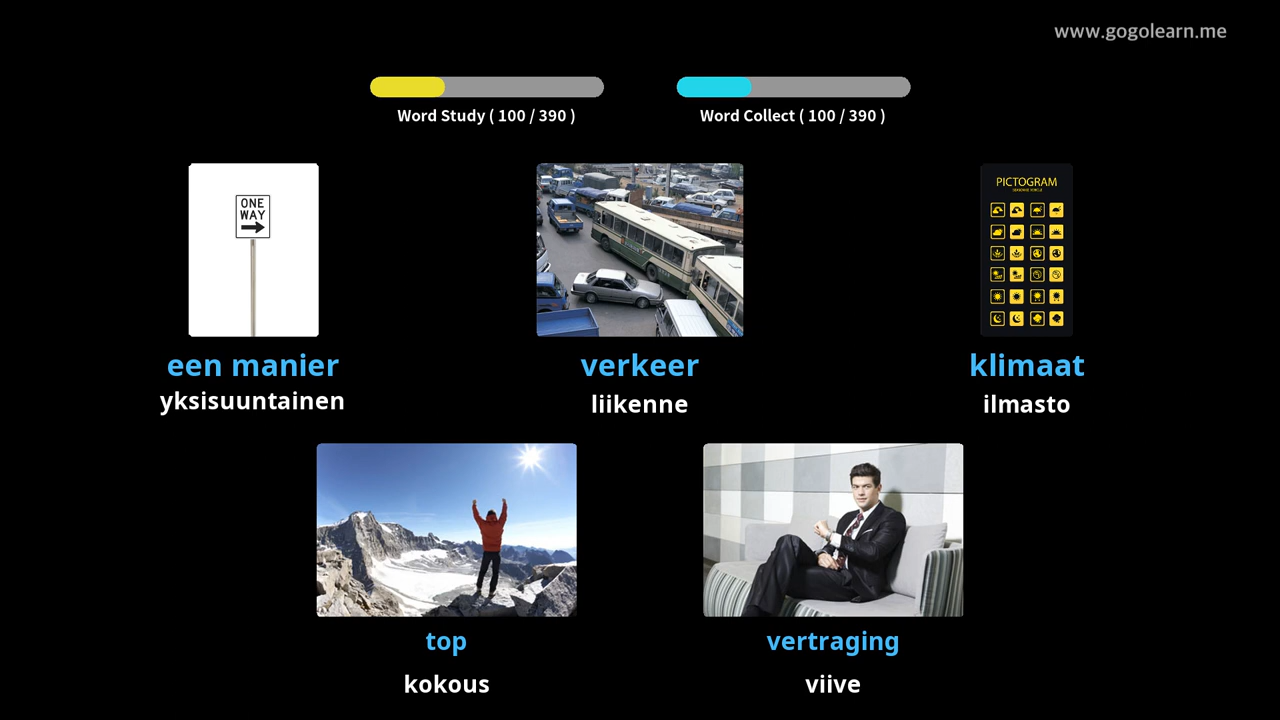 www.gogolearn.me
Word Study ( 100 / 390 )
Word Collect ( 100 / 390 )
ONE
WAY
PICTOGRAM
een manier
verkeer
klimaat
yksisuuntainen
liikenne
ilmasto
top
vertraging
kokous
viive